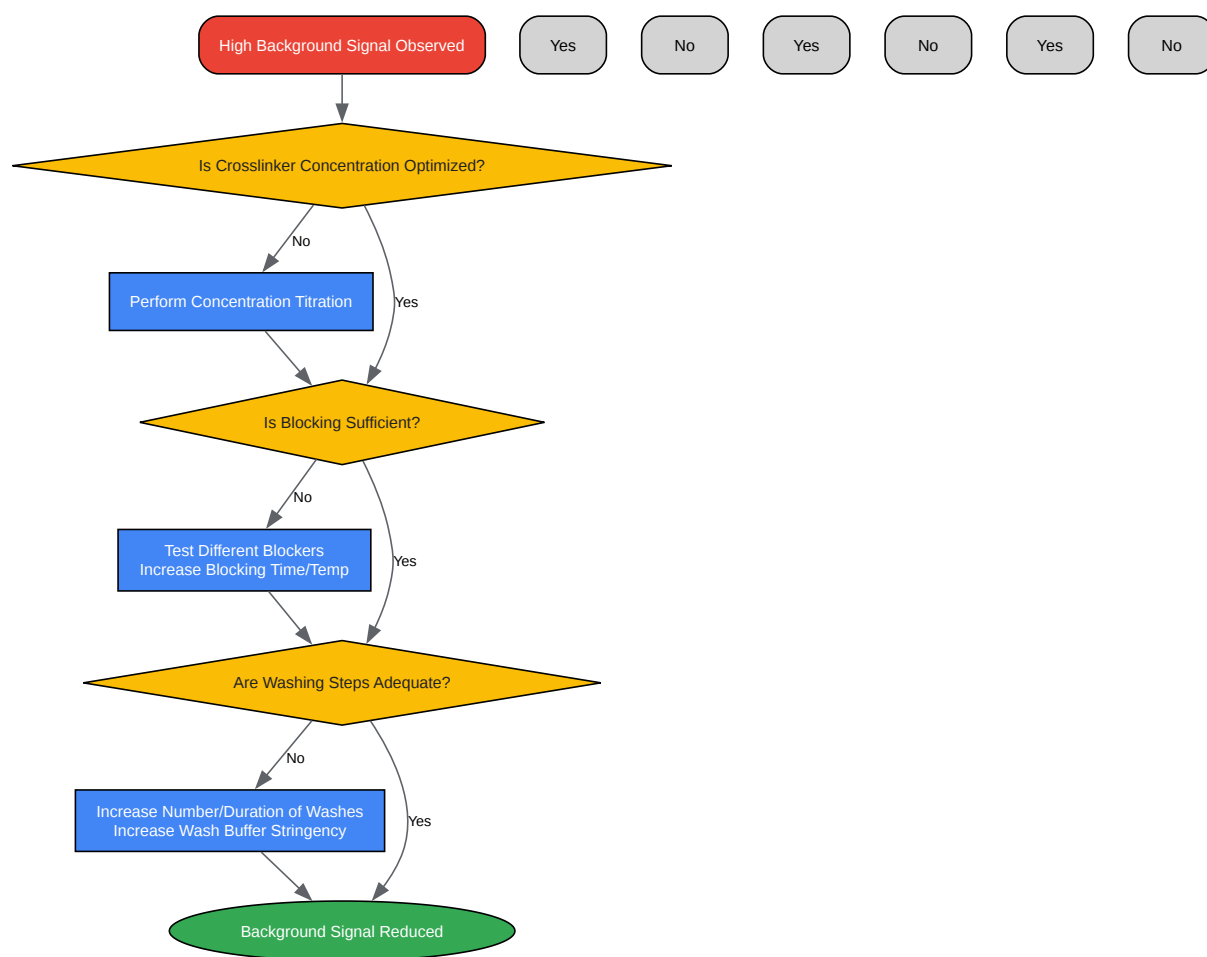 High Background Signal Observed
Yes
No
Yes
No
Yes
No
Is Crosslinker Concentration Optimized?
No
Perform Concentration Titration
Yes
Is Blocking Sufficient?
No
Test Different Blockers
Increase Blocking Time/Temp
Yes
Are Washing Steps Adequate?
No
Increase Number/Duration of Washes
Increase Wash Buffer Stringency
Yes
Background Signal Reduced